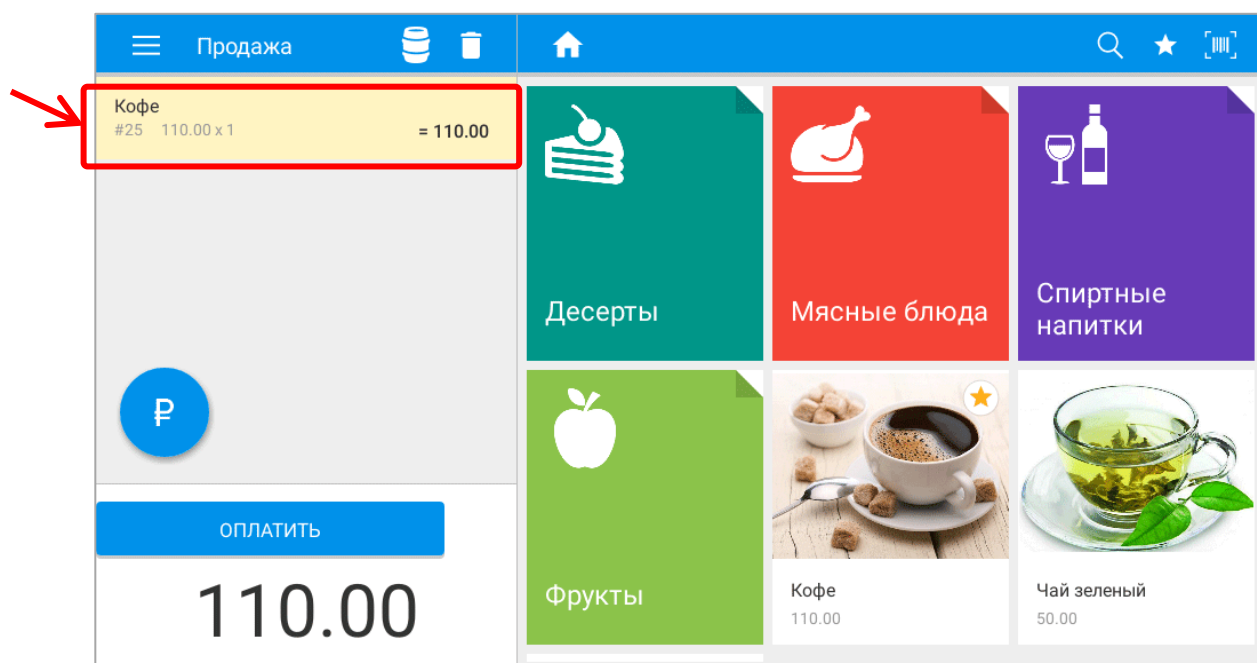 Продажа
Кофе
#25 110.00 x 1
= 110.00
₽
ОПЛАТИТЬ
110.00
Десерты
Мясные блюда
Спиртные
напитки
Фрукты
Кофе
110.00
Чай зеленый
50.00